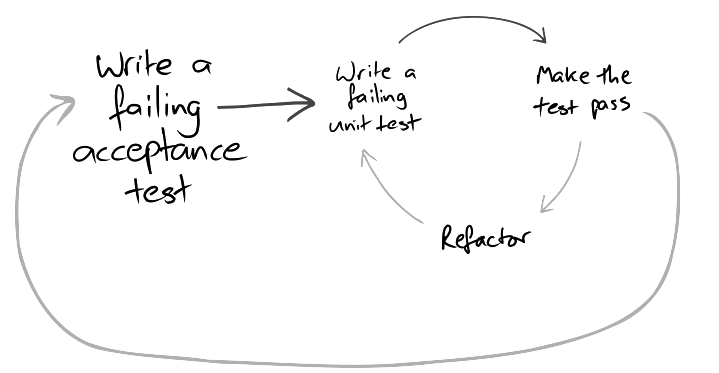 Write a
failing
acceptance
test
Write a
failing
unit test
Make the
test pass
Refactor